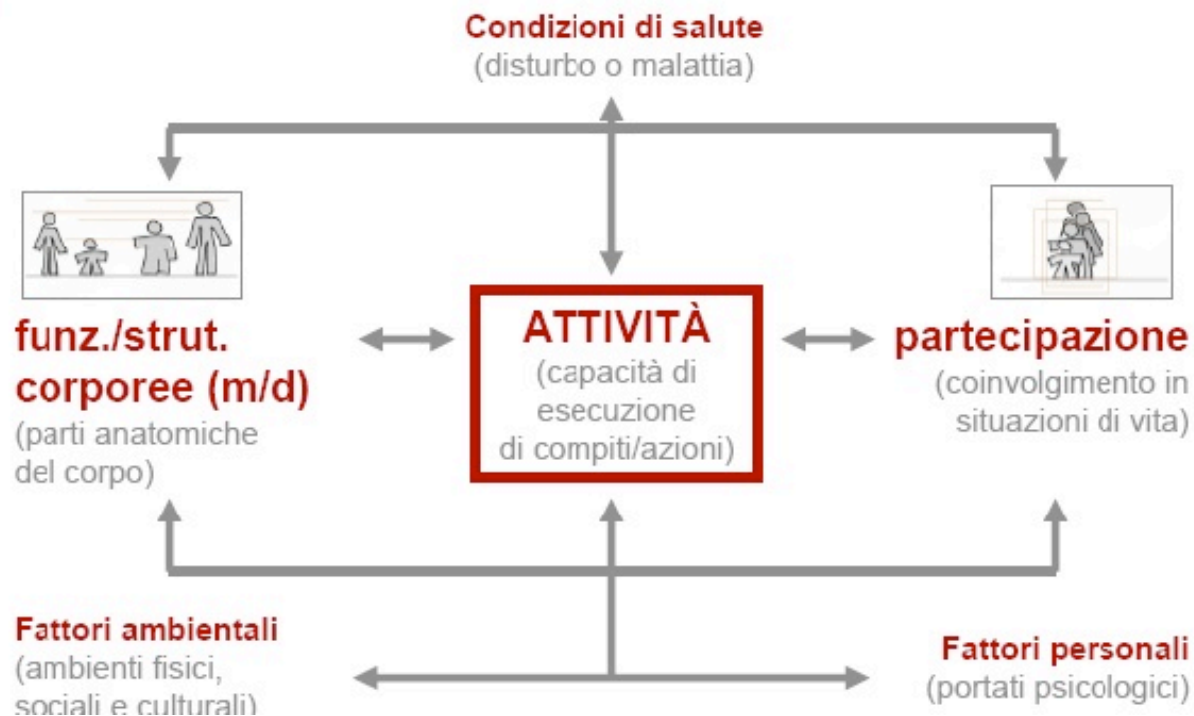 Condizioni di salute
(disturbo o malattia)
funz./strut.
corporee (m/d)
(parti anatomiche
del corpo)
ATTIVITÀ
(capacità di
esecuzione
di compiti/azioni)
partecipazione
(coinvolgimento in
situazioni di vita)
Fattori ambientali
(ambienti fisici,
sociali e culturali)
Fattori personali
(portati psicologici)